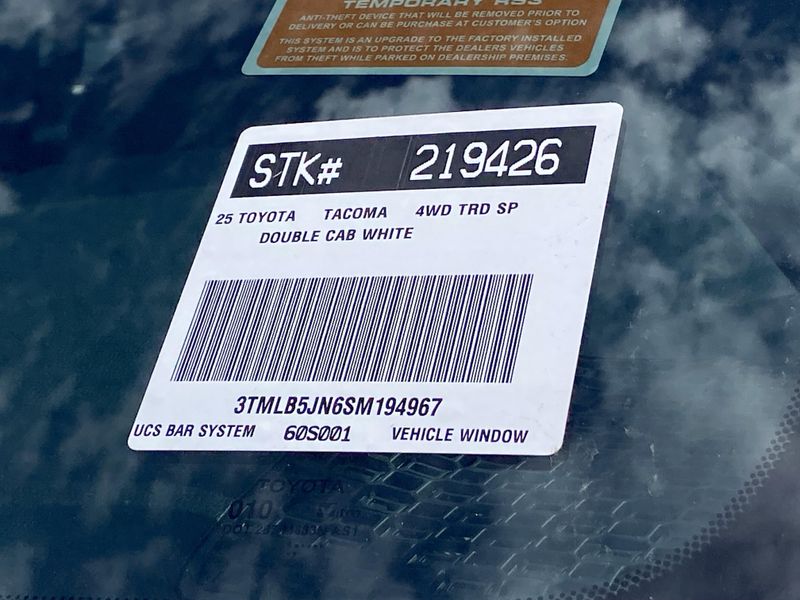 TEMPORARY RSS
ANTI-THEFT DEVICE THAT WILL BE REMOVED PRIOR TO
DELIVERY OR CAN BE PURCHASE AT CUSTOMER'S OPTION
THIS SYSTEM IS AN UPGRADE TO THE FACTORY INSTALLED
SYSTEM AND IS TO PROTECT THE DEALERS VEHICLES
FROM THEFT WHILE PARKED ON DEALERSHIP PREMISES.
STK# 219426
25 TOYOTA TACOMA 4WD TRD SP
DOUBLE CAB WHITE
3TMLB5JN6SM194967
UCS BAR SYSTEM 60S001 VEHICLE WINDOW
TOYOTA
010